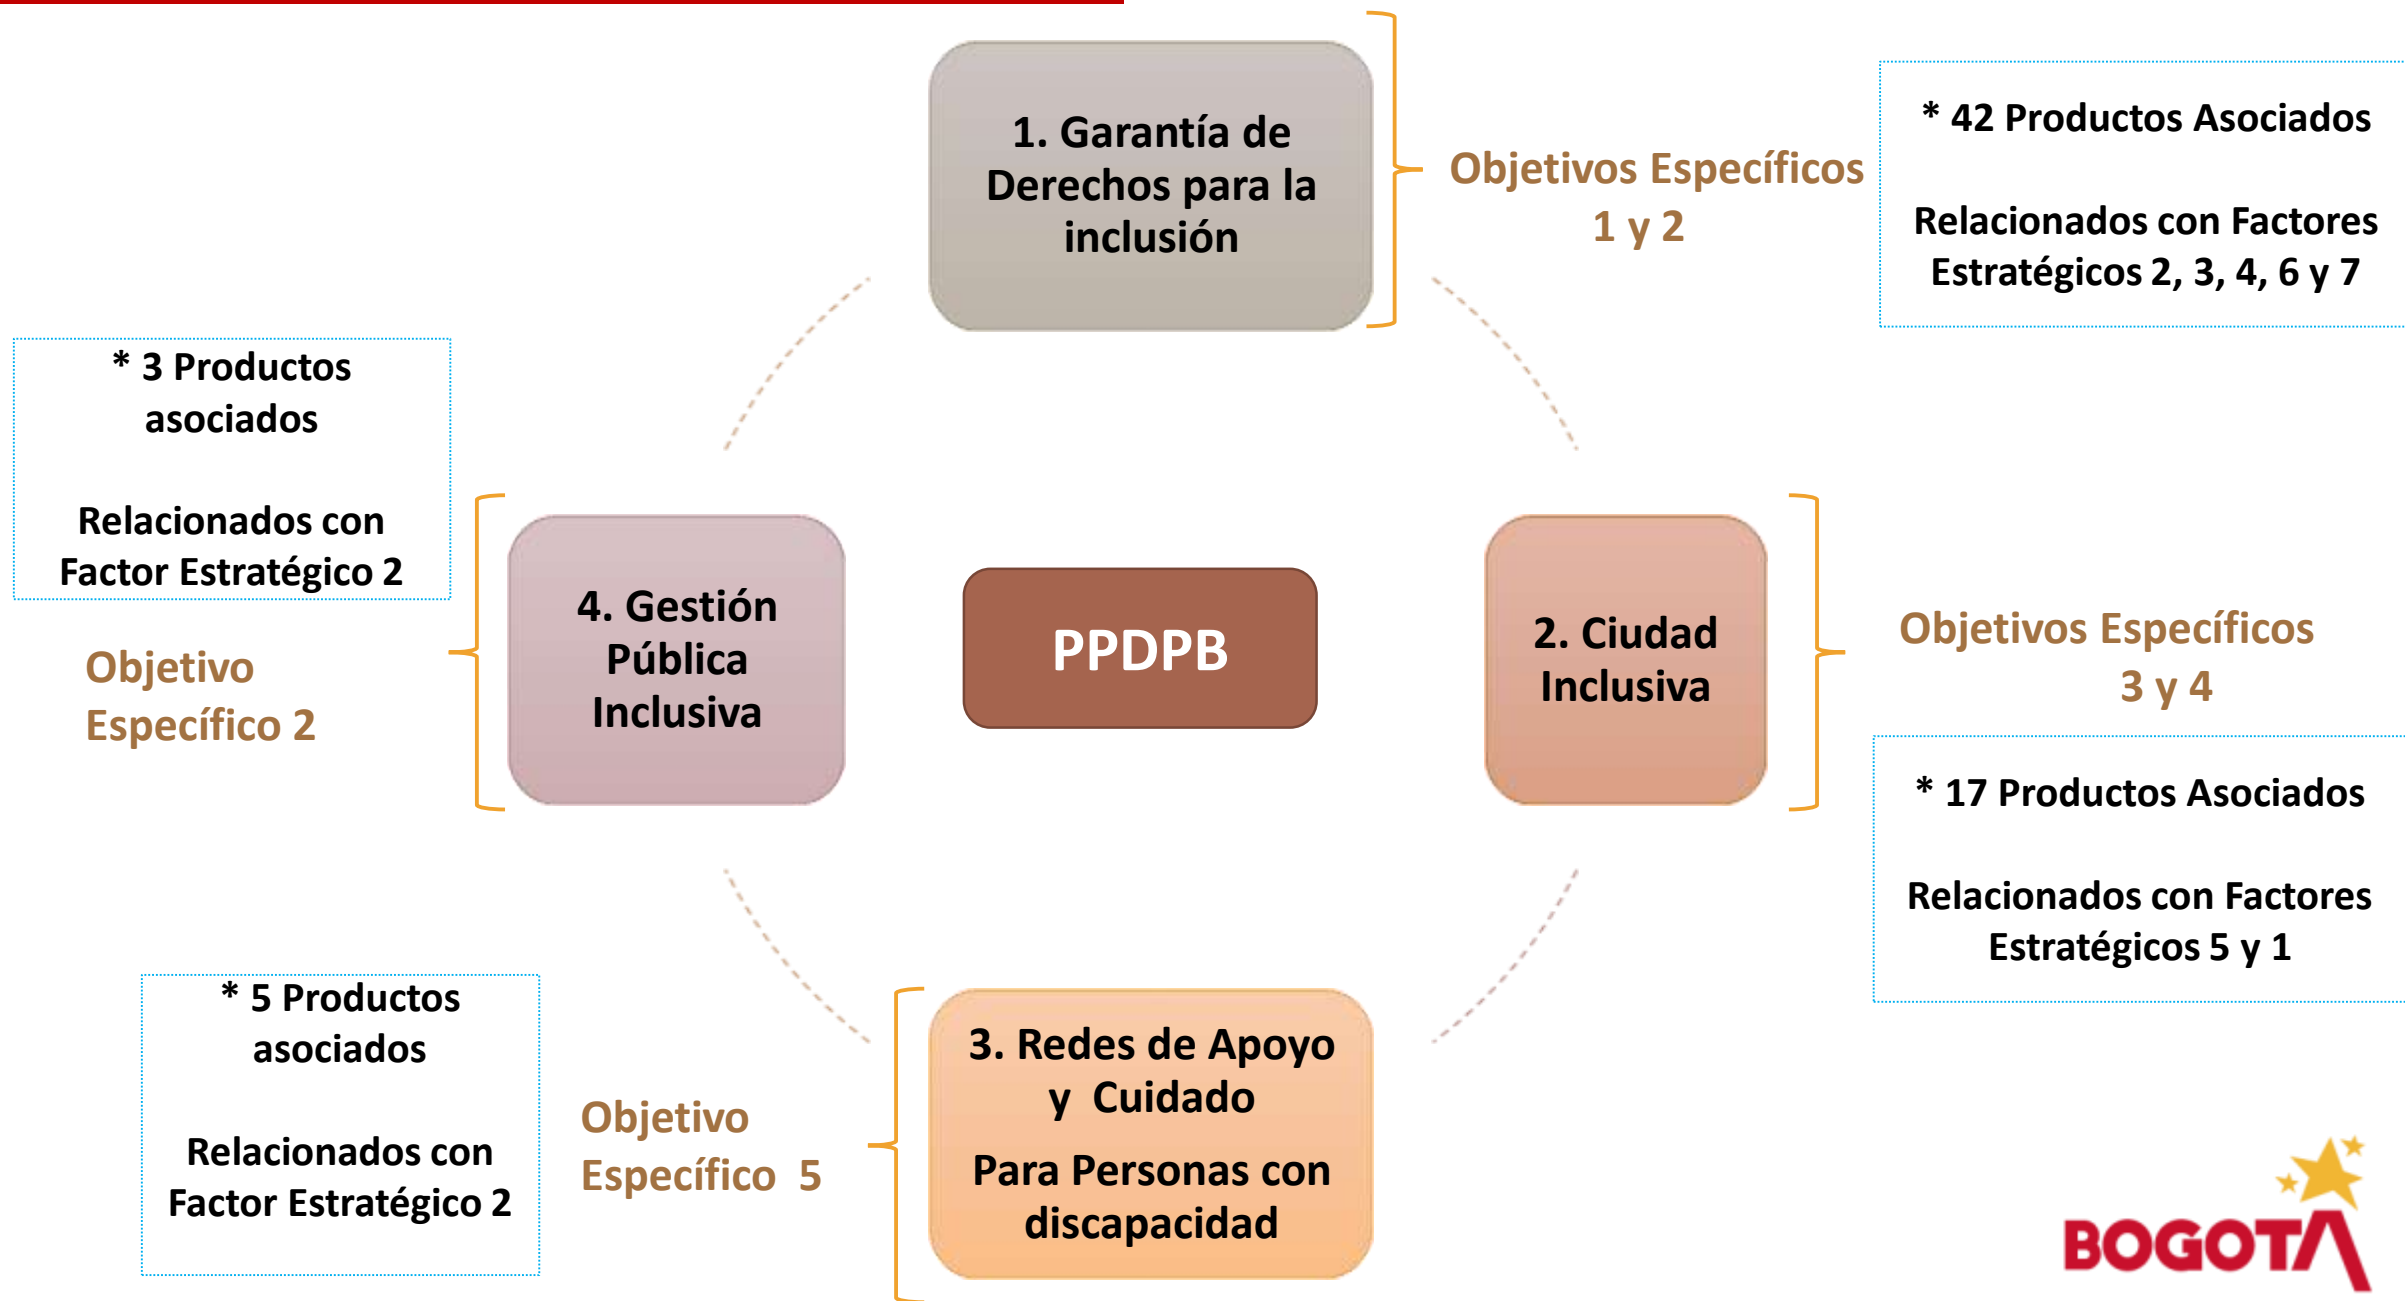 1. Garantía de
Derechos para la
inclusión
Objetivos Específicos
1 y 2
* 42 Productos Asociados
Relacionados con Factores
Estratégicos 2, 3, 4, 6 y 7
* 3 Productos
asociados
Relacionados con
Factor Estratégico 2
Objetivo
Específico 2
4. Gestión
Pública
Inclusiva
PPDPB
2. Ciudad
Inclusiva
Objetivos Específicos
3 y 4
* 17 Productos Asociados
Relacionados con Factores
Estratégicos 5 y 1
* 5 Productos
asociados
Relacionados con
Factor Estratégico 2
Objetivo
Específico 5
3. Redes de Apoyo
y Cuidado
Para Personas con
discapacidad
BOGOTA